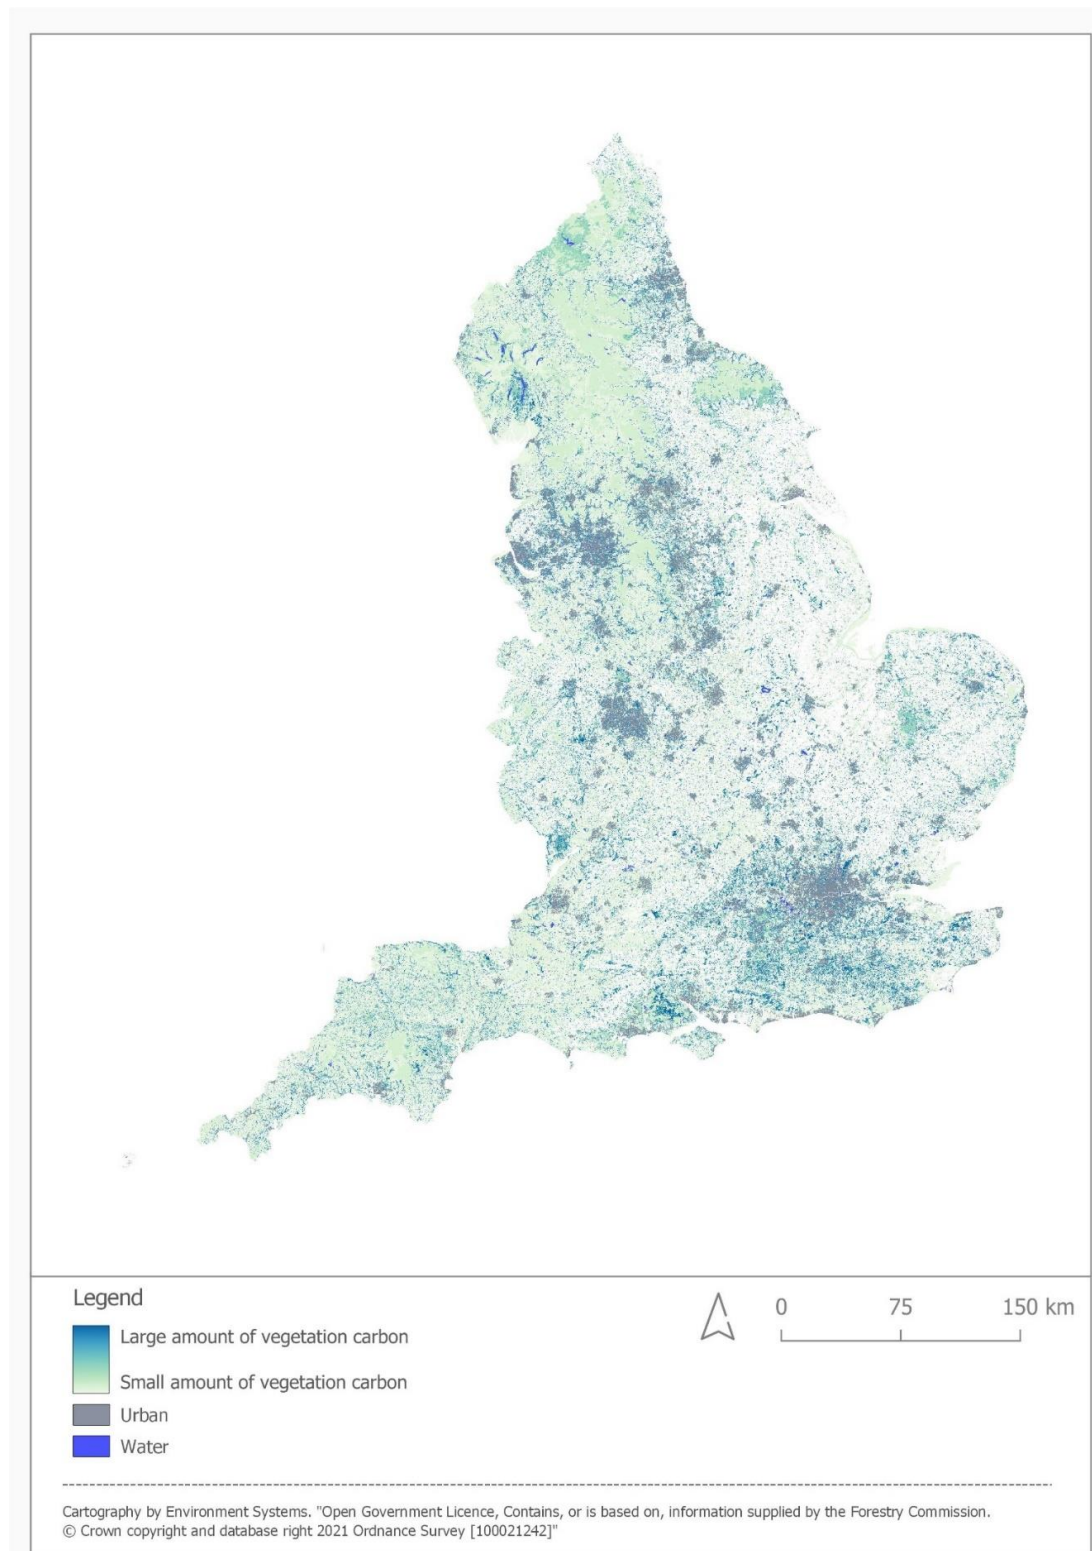 Legend
Large amount of vegetation carbon
Small amount of vegetation carbon
Urban
Water
0 75 150 km
Cartography by Environment Systems. "Open Government Licence, Contains, or is based on, information supplied by the Forestry Commission.
© Crown copyright and database right 2021 Ordnance Survey [100021242]"